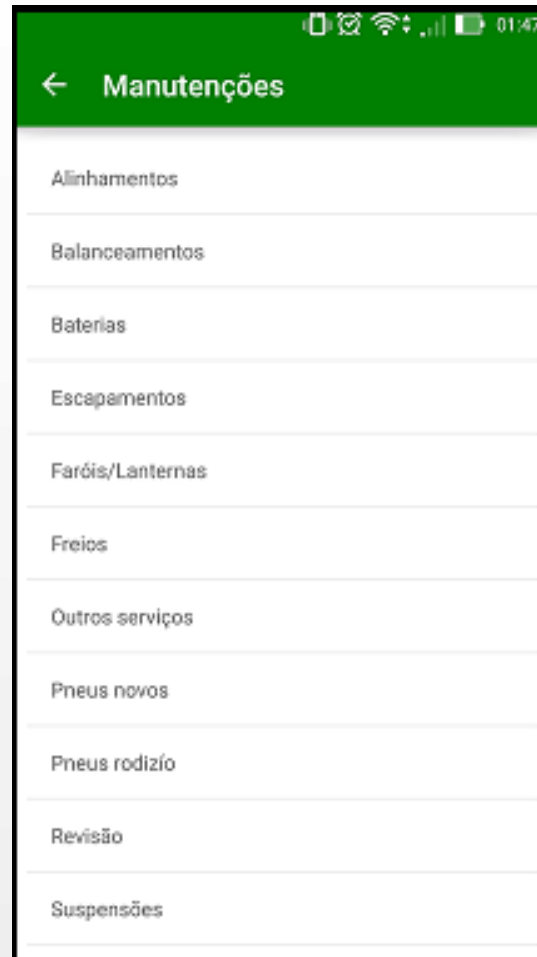 01:47
Manutenções
Alinhamentos
Balanceamentos
Baterias
Escapamentos
Faróis/Lanternas
Freios
Outros serviços
Pneus novos
Pneus rodizío
Revisão
Suspensões